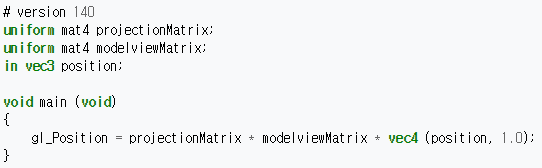 # version 140
uniform mat4 projectionMatrix;
uniform mat4 modelviewMatrix;
in vec3 position;

void main (void)
{
    gl_Position = projectionMatrix * modelviewMatrix * vec4 (position, 1.0);
}